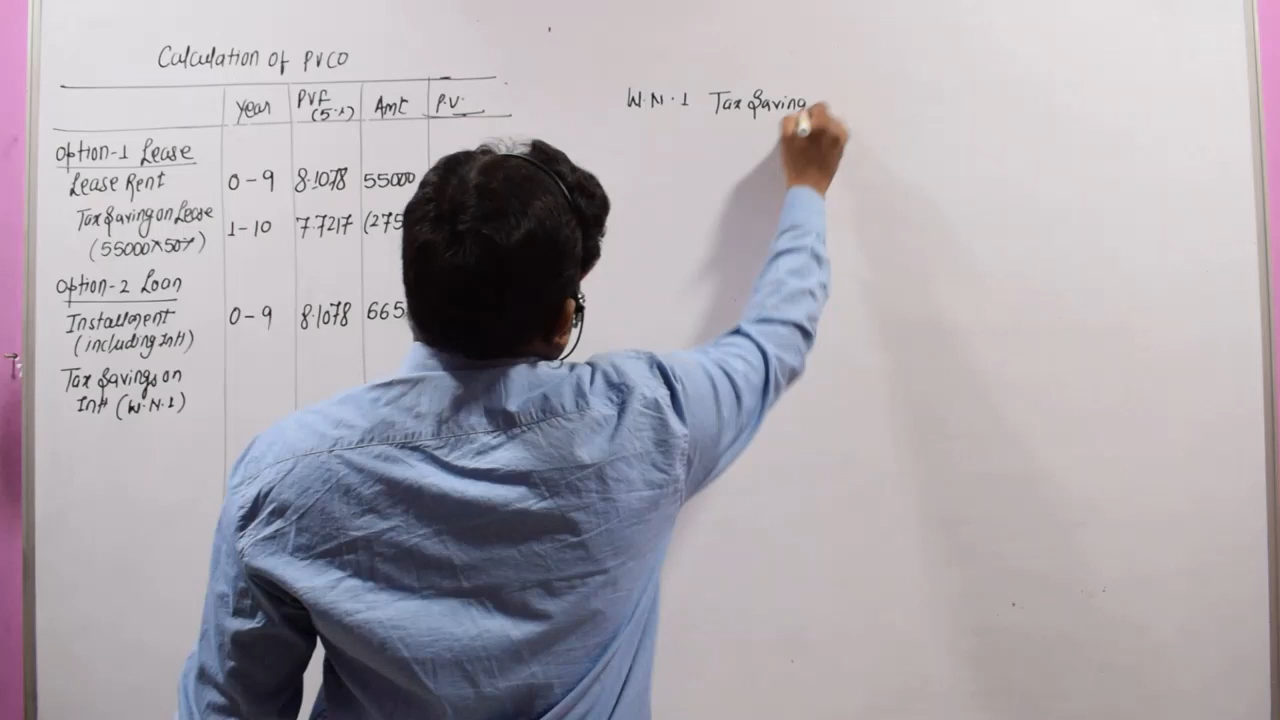 Calculation of PVCO
Year PVF (5%) Amt P.V.
Option-1 Lease
Lease Rent 0-9 8.1078 55000
Tax Saving on Lease 1-10 7.7217 (275
(55000×50%)
Option-2 Loan
Installment 0-9 8.1078 665
(including Int)
Tax Savings on
Int (W.N.1)
W.N.1 Tax Saving